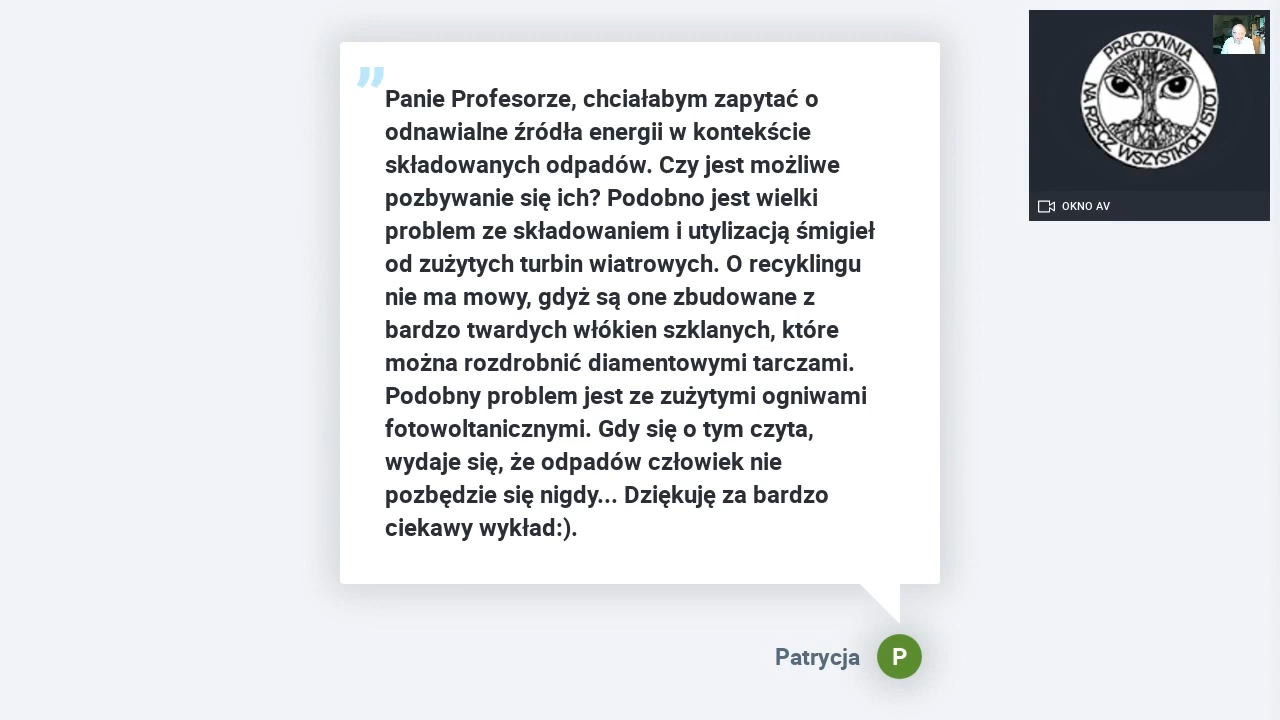 ”
Panie Profesorze, chciałabym zapytać o
odnawialne źródła energii w kontekście
składowanych odpadów. Czy jest możliwe
pozbywanie się ich? Podobno jest wielki
problem ze składowaniem i utylizacją śmigieł
od zużytych turbin wiatrowych. O recyklingu
nie ma mowy, gdyż są one zbudowane z
bardzo twardych włókien szklanych, które
można rozdrobnić diamentowymi tarczami.
Podobny problem jest ze zużytymi ogniwami
fotowoltanicznymi. Gdy się o tym czyta,
wydaje się, że odpadów człowiek nie
pozbędzie się nigdy... Dziękuję za bardzo
ciekawy wykład:).
Patrycja P
PRACOWNIA
NA RZECZ WSZYSTKICH ISTOT
OKNO AV